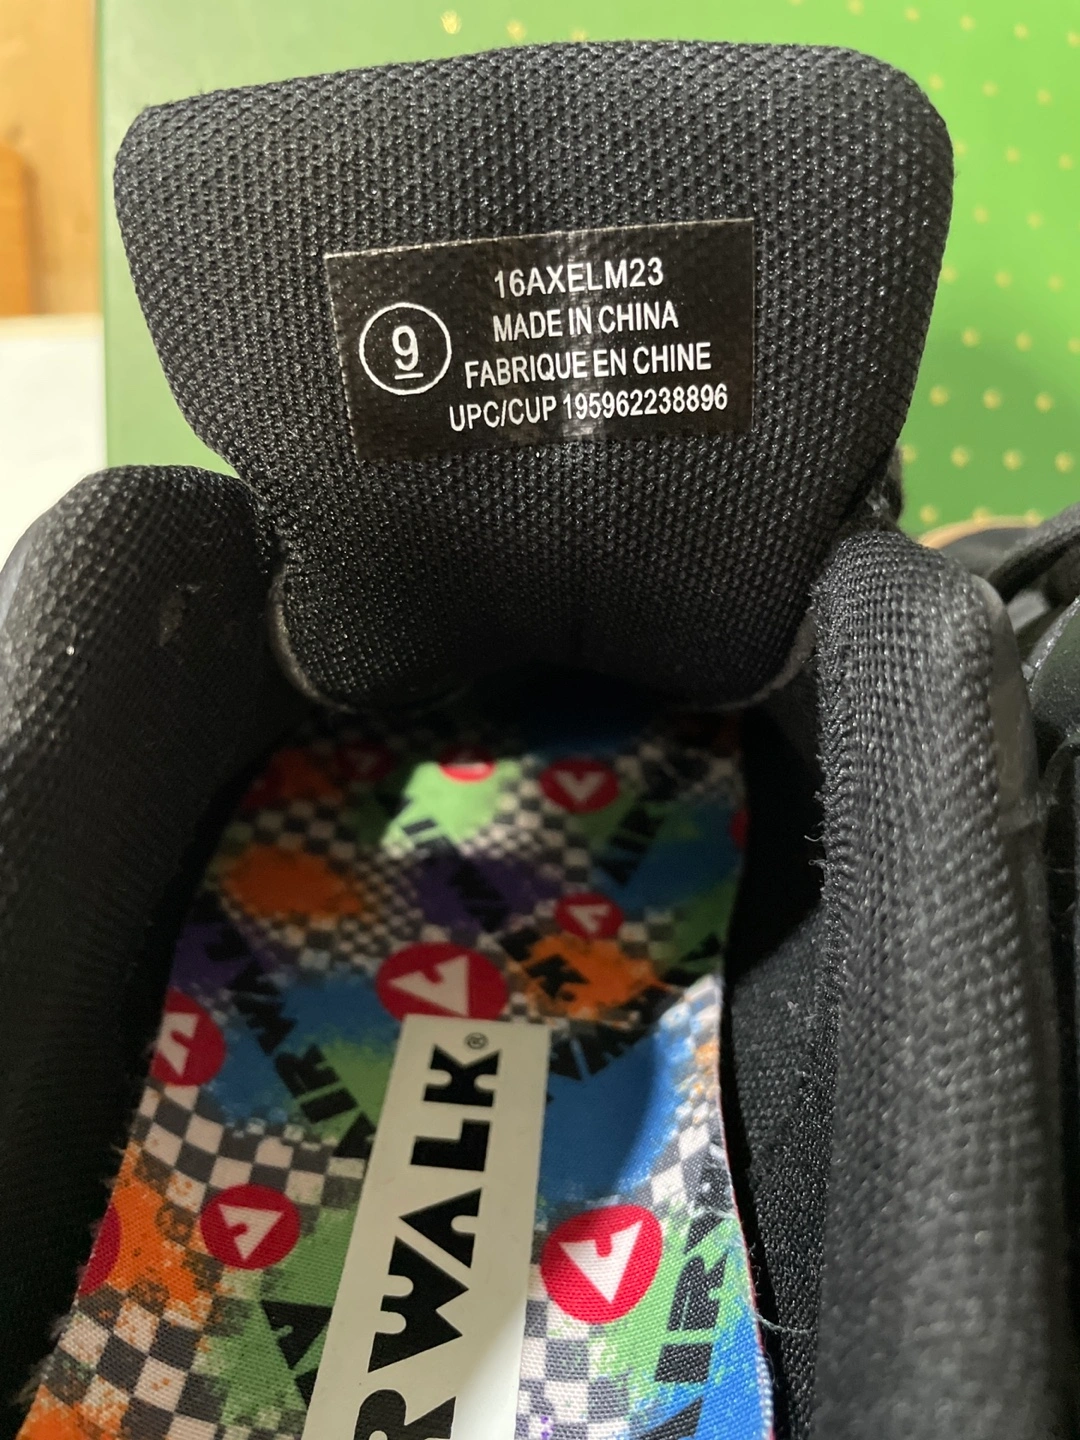 16AXELM23
MADE IN CHINA
9
FABRIQUE EN CHINE
UPC/CUP 195962238896
RWALK®